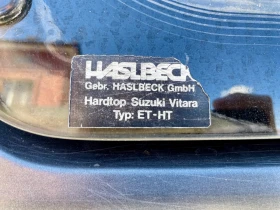 HASLBECK
Gebr. HASLBECK GmbH
Hardtop Suzuki Vitara
Typ: ET-HT